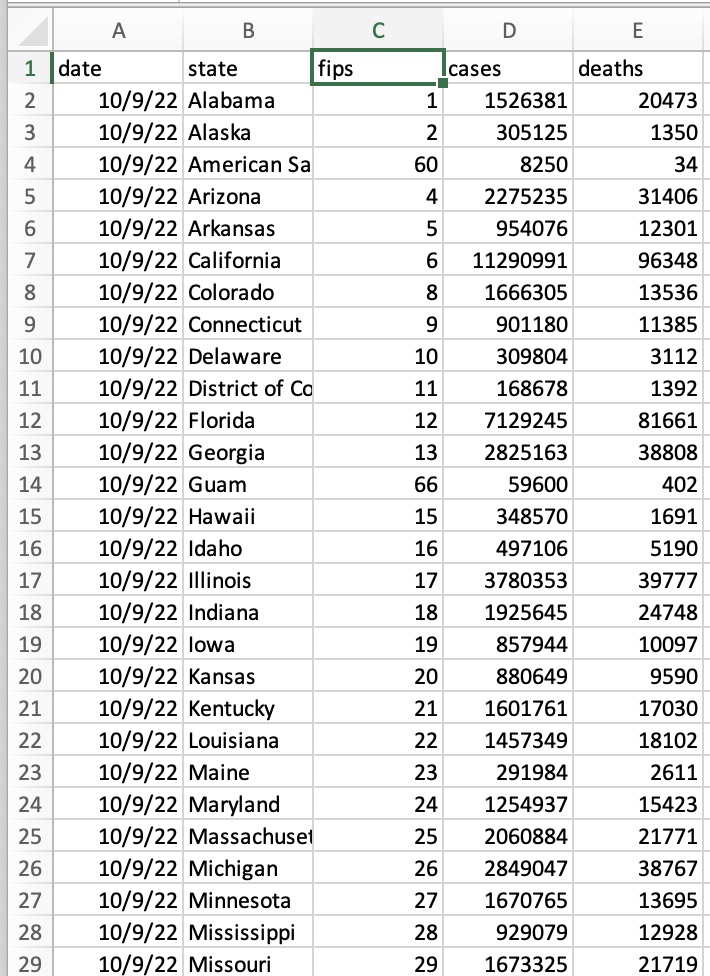 A B C D E
1 date state fips cases deaths
2 10/9/22 Alabama 1 1526381 20473
3 10/9/22 Alaska 2 305125 1350
4 10/9/22 American Sa 60 8250 34
5 10/9/22 Arizona 4 2275235 31406
6 10/9/22 Arkansas 5 954076 12301
7 10/9/22 California 6 11290991 96348
8 10/9/22 Colorado 8 1666305 13536
9 10/9/22 Connecticut 9 901180 11385
10 10/9/22 Delaware 10 309804 3112
11 10/9/22 District of Co 11 168678 1392
12 10/9/22 Florida 12 7129245 81661
13 10/9/22 Georgia 13 2825163 38808
14 10/9/22 Guam 66 59600 402
15 10/9/22 Hawaii 15 348570 1691
16 10/9/22 Idaho 16 497106 5190
17 10/9/22 Illinois 17 3780353 39777
18 10/9/22 Indiana 18 1925645 24748
19 10/9/22 Iowa 19 857944 10097
20 10/9/22 Kansas 20 880649 9590
21 10/9/22 Kentucky 21 1601761 17030
22 10/9/22 Louisiana 22 1457349 18102
23 10/9/22 Maine 23 291984 2611
24 10/9/22 Maryland 24 1254937 15423
25 10/9/22 Massachuset 25 2060884 21771
26 10/9/22 Michigan 26 2849047 38767
27 10/9/22 Minnesota 27 1670765 13695
28 10/9/22 Mississippi 28 929079 12928
29 10/9/22 Missouri 29 1673325 21719